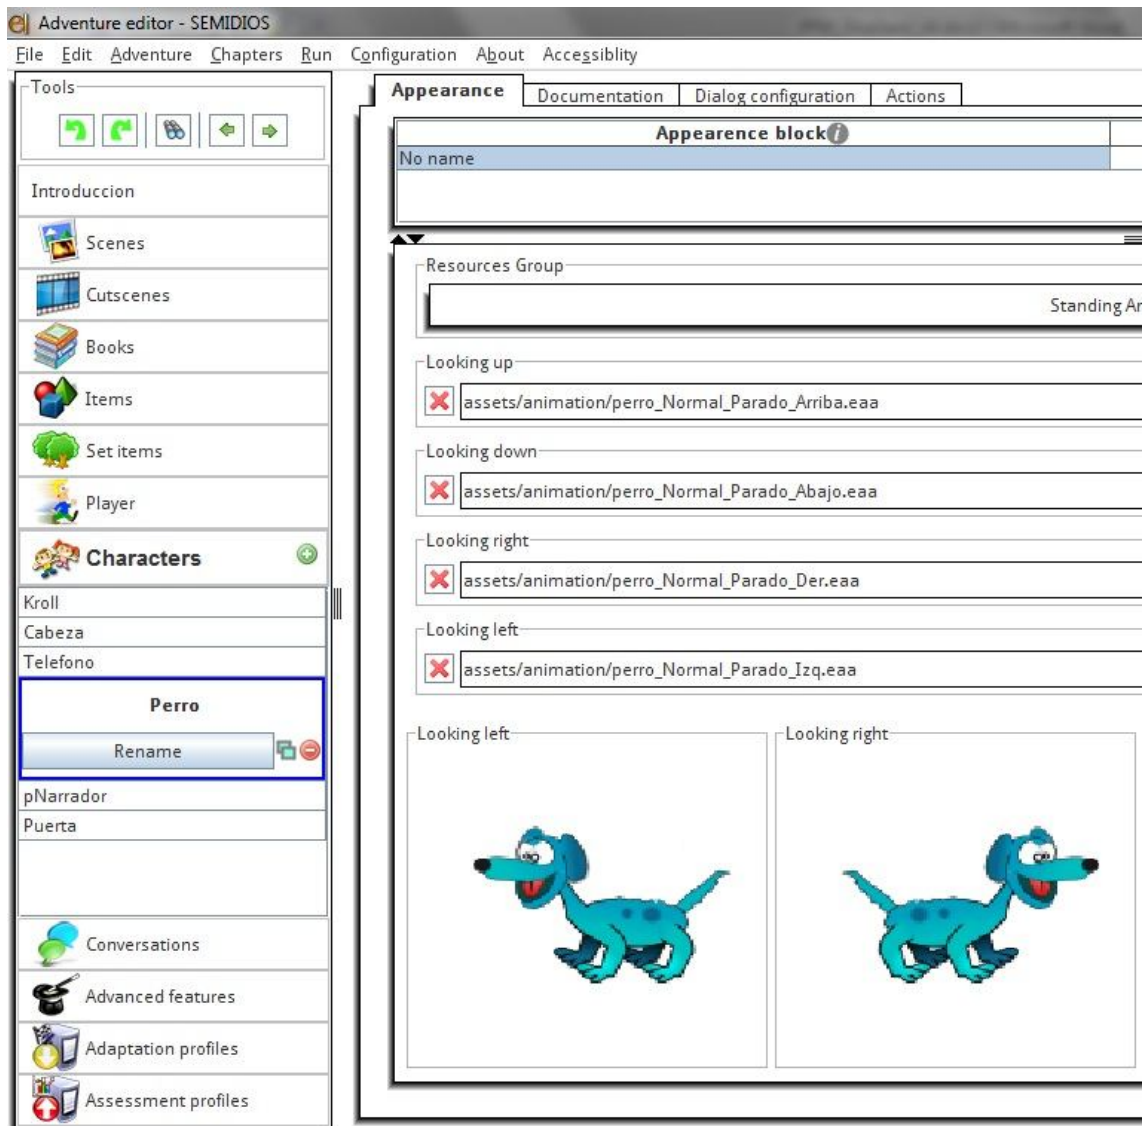 Adventure editor - SEMIDIOS
File Edit Adventure Chapters Run Configuration About Accessiblity
Tools
Introduccion
Scenes
Cutscenes
Books
Items
Set items
Player
Characters
Kroll
Cabeza
Telefono
Perro
Rename
pNarrador
Puerta
Conversations
Advanced features
Adaptation profiles
Assessment profiles
Appearance Documentation Dialog configuration Actions
Appearence block
No name
Resources Group
Standing Ar
Looking up
assets/animation/perro_Normal_Parado_Arriba.eaa
Looking down
assets/animation/perro_Normal_Parado_Abajo.eaa
Looking right
assets/animation/perro_Normal_Parado_Der.eaa
Looking left
assets/animation/perro_Normal_Parado_Izq.eaa
Looking left Looking right